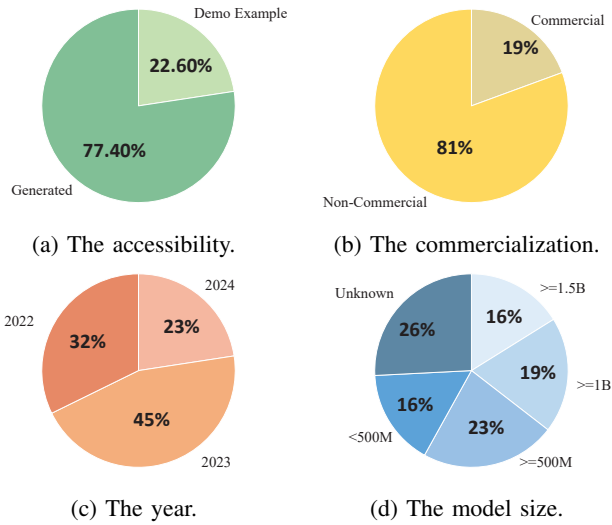 Demo Example
22.60%
77.40%
Generated
(a) The accessibility.
Commercial
19%
81%
Non-Commercial
(b) The commercialization.
2024
2022
23%
32%
45%
2023
(c) The year.
Unknown
>=1.5B
16%
26%
19%
>=1B
16%
23%
<500M
>=500M
(d) The model size.